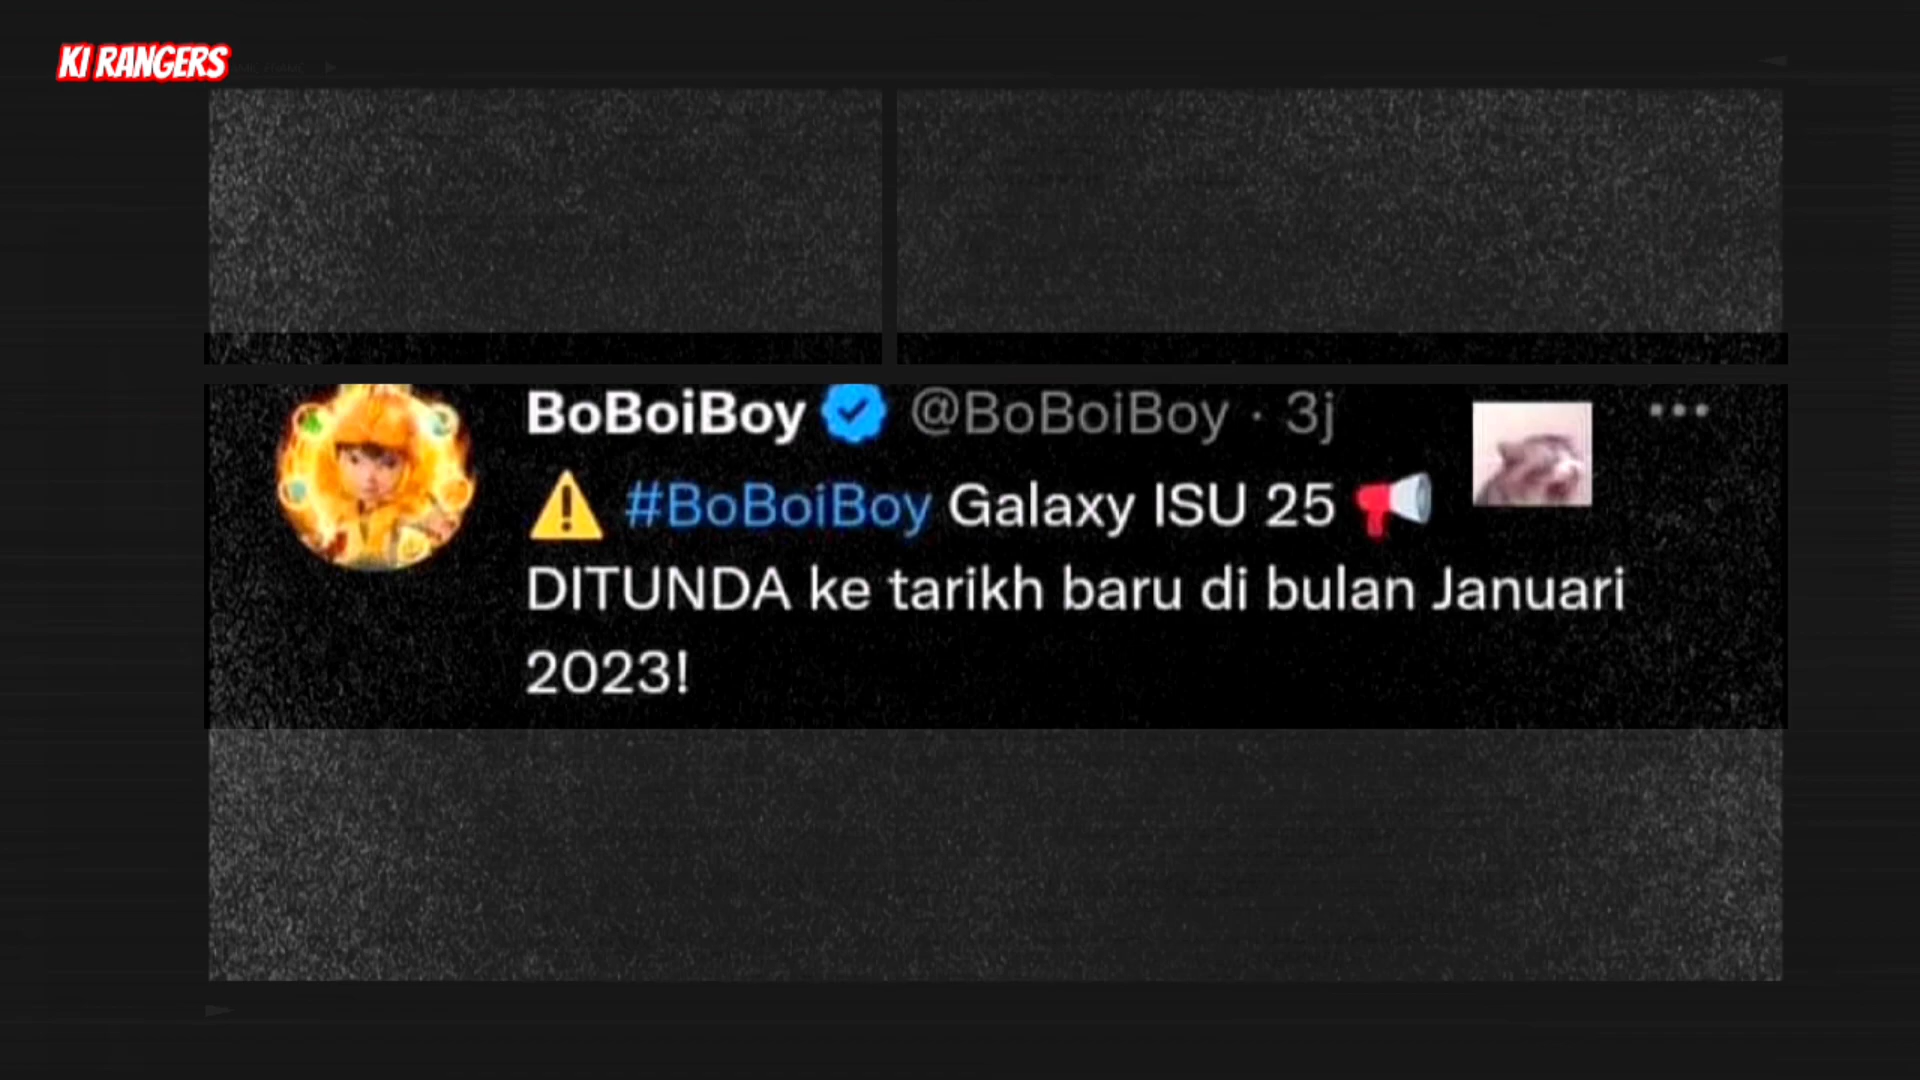 KI RANGERS
BoBoiBoy @BoBoiBoy · 3j
⚠️ #BoBoiBoy Galaxy ISU 25 📢
DITUNDA ke tarikh baru di bulan Januari
2023!